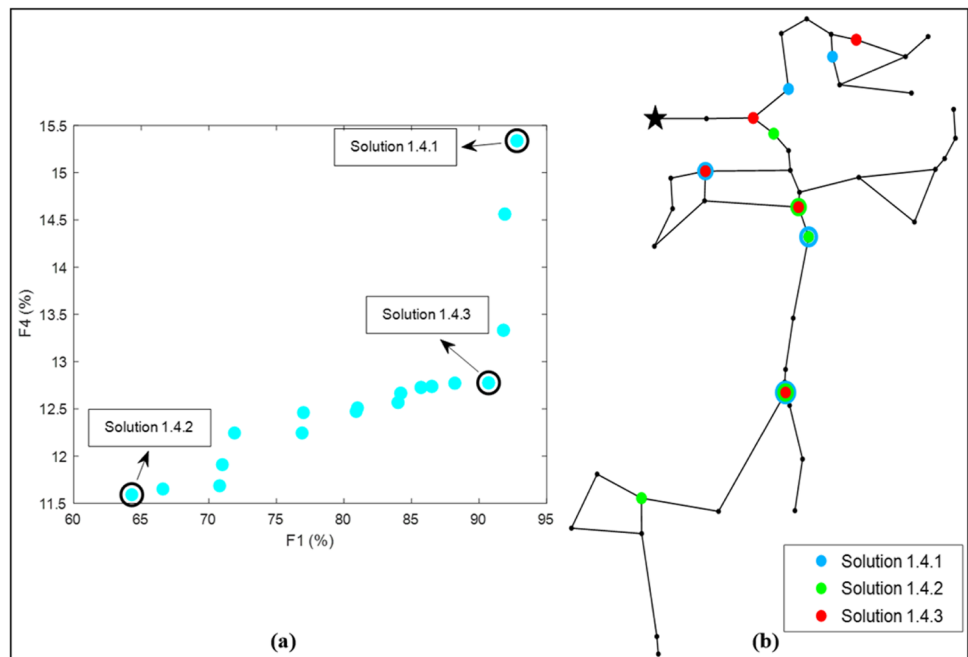 15.5
15
14.5
14
13.5
13
12.5
12
11.5
F4 (%)
60 65 70 75 80 85 90 95
F1 (%)
Solution 1.4.1
Solution 1.4.3
Solution 1.4.2
(a)
Solution 1.4.1
Solution 1.4.2
Solution 1.4.3
(b)